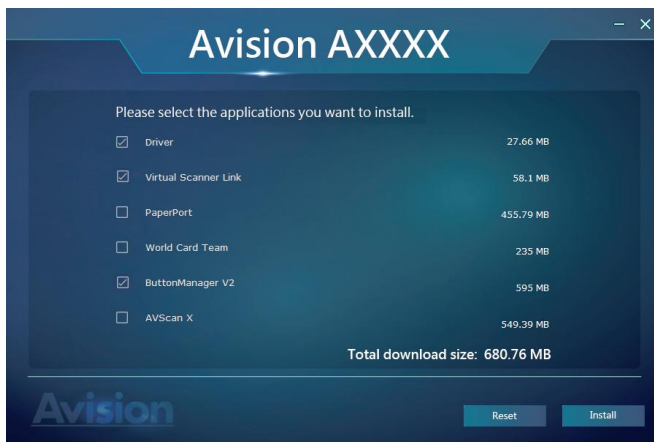 Avision AXXXX
Please select the applications you want to install.
Driver 27.66 MB
Virtual Scanner Link 58.1 MB
PaperPort 455.79 MB
World Card Team 235 MB
ButtonManager V2 595 MB
AVScan X 549.39 MB
Total download size: 680.76 MB
Avision
Reset Install